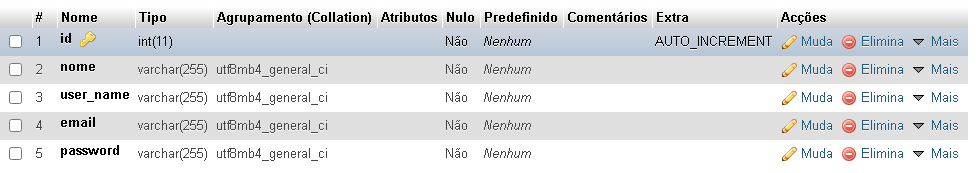 # Nome Tipo Agrupamento (Collation) Atributos Nulo Predefinido Comentários Extra Acções
1 id int(11) Não Nenhum AUTO_INCREMENT Muda Elimina Mais
2 nome varchar(255) utf8mb4_general_ci Não Nenhum Muda Elimina Mais
3 user_name varchar(255) utf8mb4_general_ci Não Nenhum Muda Elimina Mais
4 email varchar(255) utf8mb4_general_ci Não Nenhum Muda Elimina Mais
5 password varchar(255) utf8mb4_general_ci Não Nenhum Muda Elimina Mais